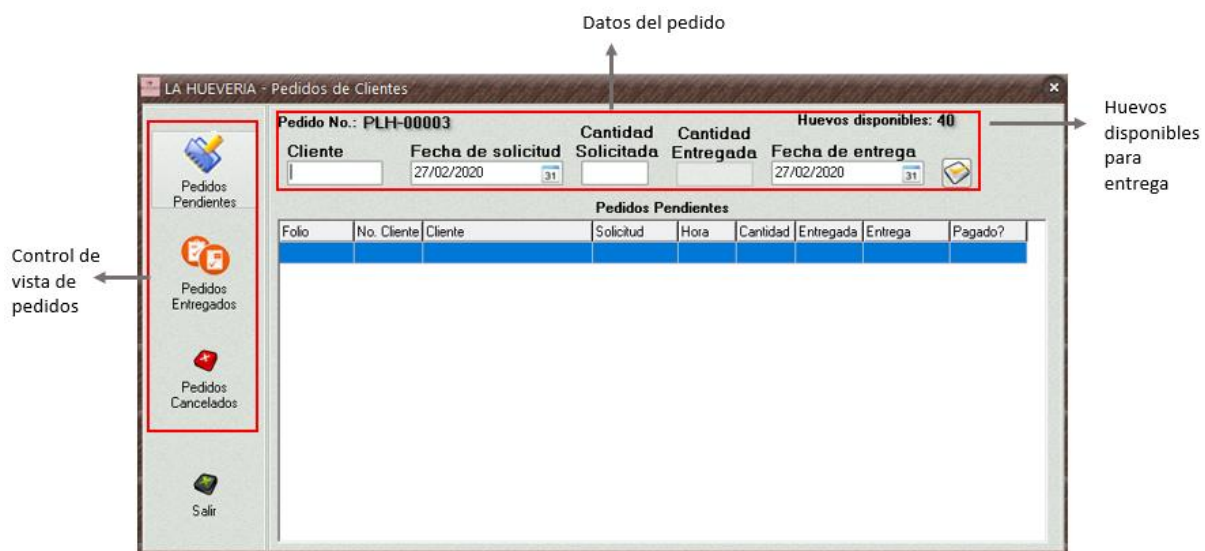 Datos del pedido
LA HUEVERIA - Pedidos de Clientes
Pedido No.: PLH-00003
Huevos disponibles: 40
Cliente
Fecha de solicitud
Cantidad
Solicitada
Cantidad
Entregada
Fecha de entrega
27/02/2020
31
27/02/2020
31
Huevos
disponibles
para
entrega
Pedidos
Pendientes
Pedidos
Entregados
Pedidos
Cancelados
Salir
Control de
vista de
pedidos
Pedidos Pendientes
Folio No. Cliente Cliente Solicitud Hora Cantidad Entregada Entrega Pagado?